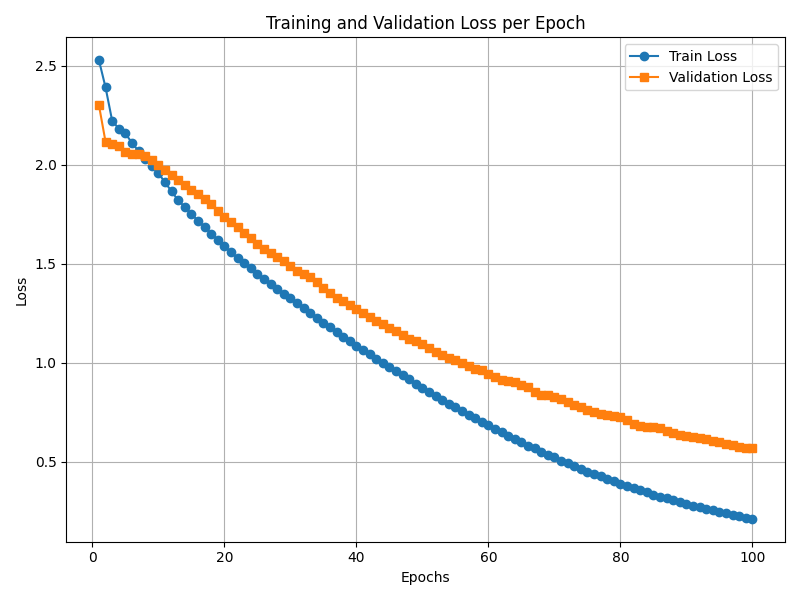 Training and Validation Loss per Epoch
Train Loss
Validation Loss
2.5
2.0
1.5
1.0
0.5
Loss
0 20 40 60 80 100
Epochs